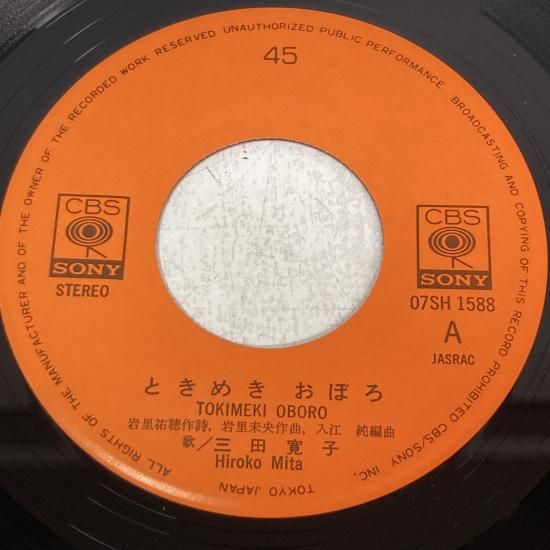 ALL RIGHTS OF THE MANUFACTURER AND OF THE OWNER OF THE RECORDED WORK RESERVED UNAUTHORIZED PUBLIC PERFORMANCE, BROADCASTING AND COPYING OF THIS RECORD PROHIBITED CBS/SONY INC. TOKYO JAPAN.
45
CBS
SONY
STEREO
CBS
SONY
07SH 1588
A
JASRAC
ときめき おぼろ
TOKIMEKI OBORO
岩里祐穂作詩, 岩里未央作曲, 入江 純編曲
歌/三田寛子
Hiroko Mita